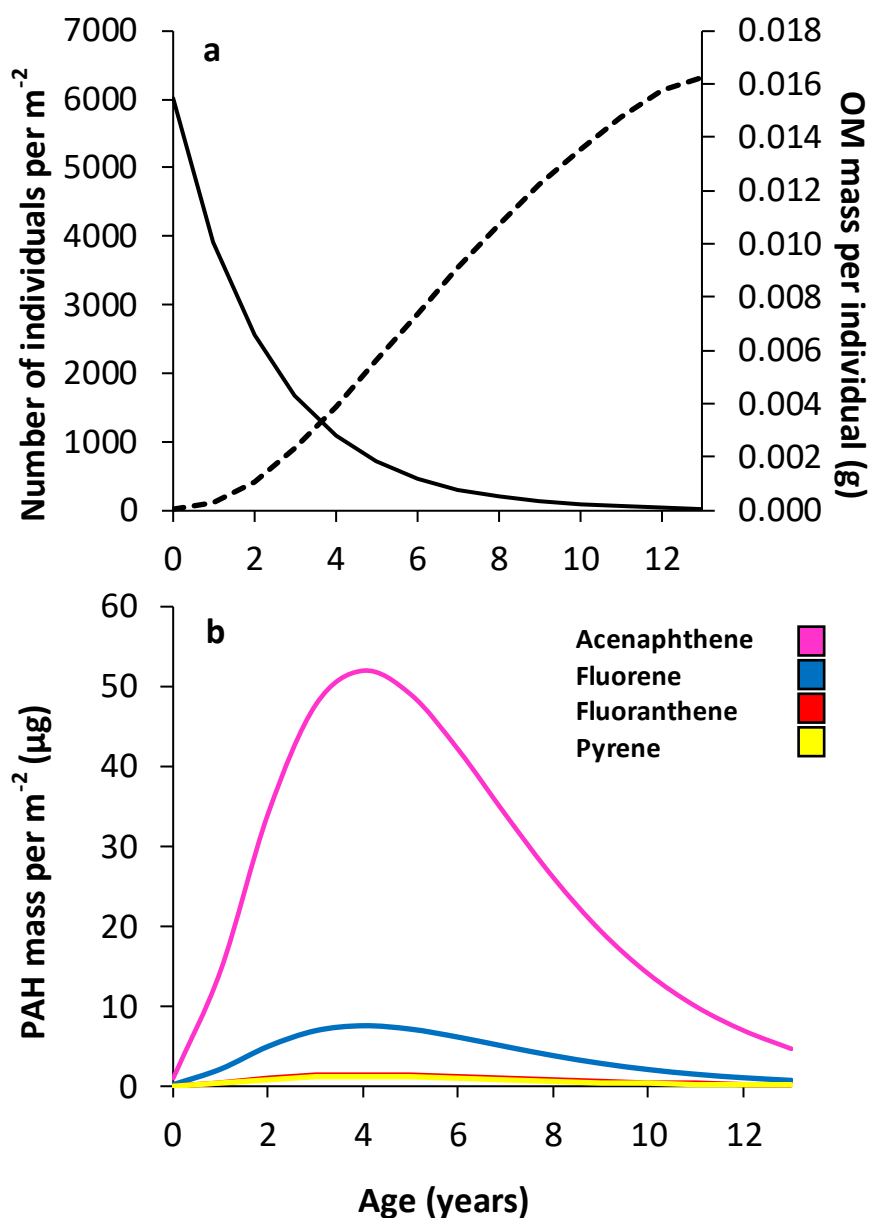 a
Number of individuals per m⁻²
7000
6000
5000
4000
3000
2000
1000
0
0.018
0.016
0.014
0.012
0.010
0.008
0.006
0.004
0.002
0.000
OM mass per individual (g)
0 2 4 6 8 10 12
b
PAH mass per m⁻² (µg)
60
50
40
30
20
10
0
Acenaphthene
Fluorene
Fluoranthene
Pyrene
0 2 4 6 8 10 12
Age (years)